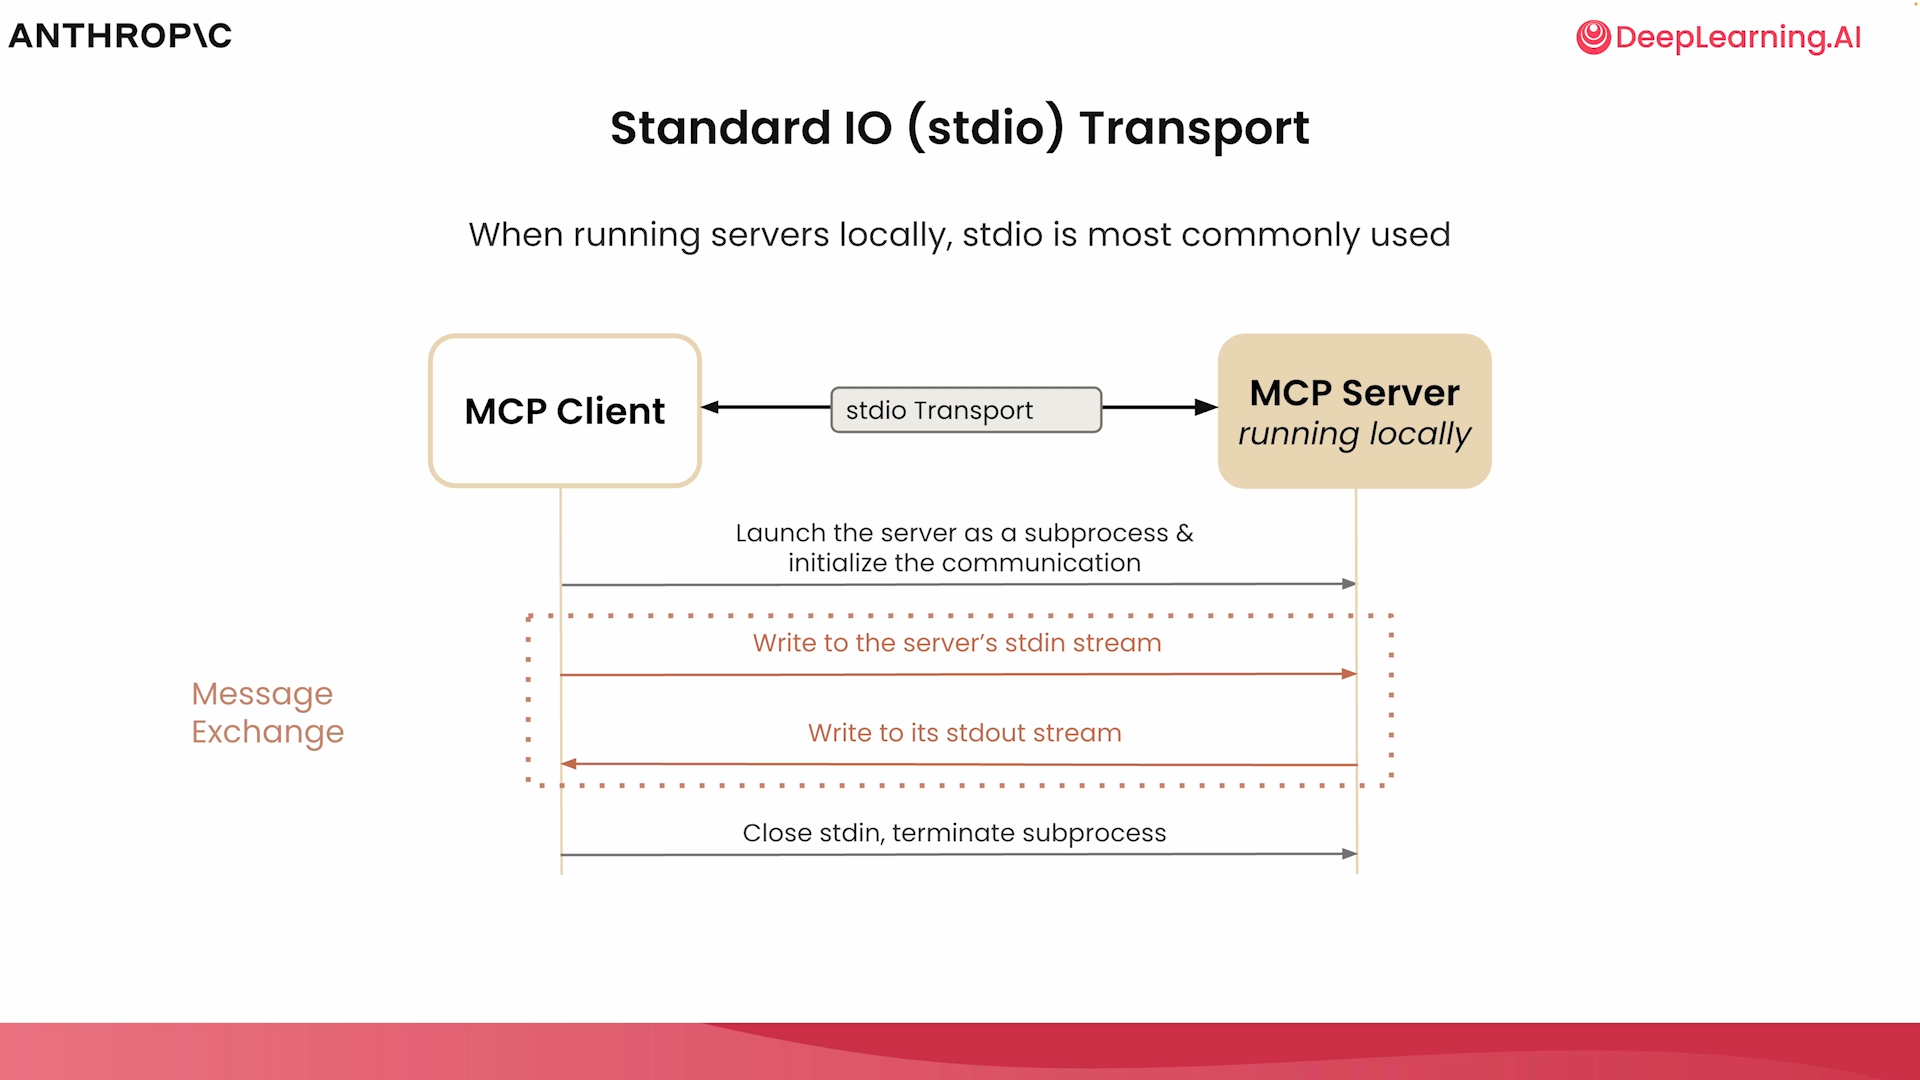 ANTHROP\C
DeepLearning.AI
Standard IO (stdio) Transport
When running servers locally, stdio is most commonly used
MCP Client
stdio Transport
MCP Server
running locally
Launch the server as a subprocess &
initialize the communication
Write to the server’s stdin stream
Message
Exchange
Write to its stdout stream
Close stdin, terminate subprocess